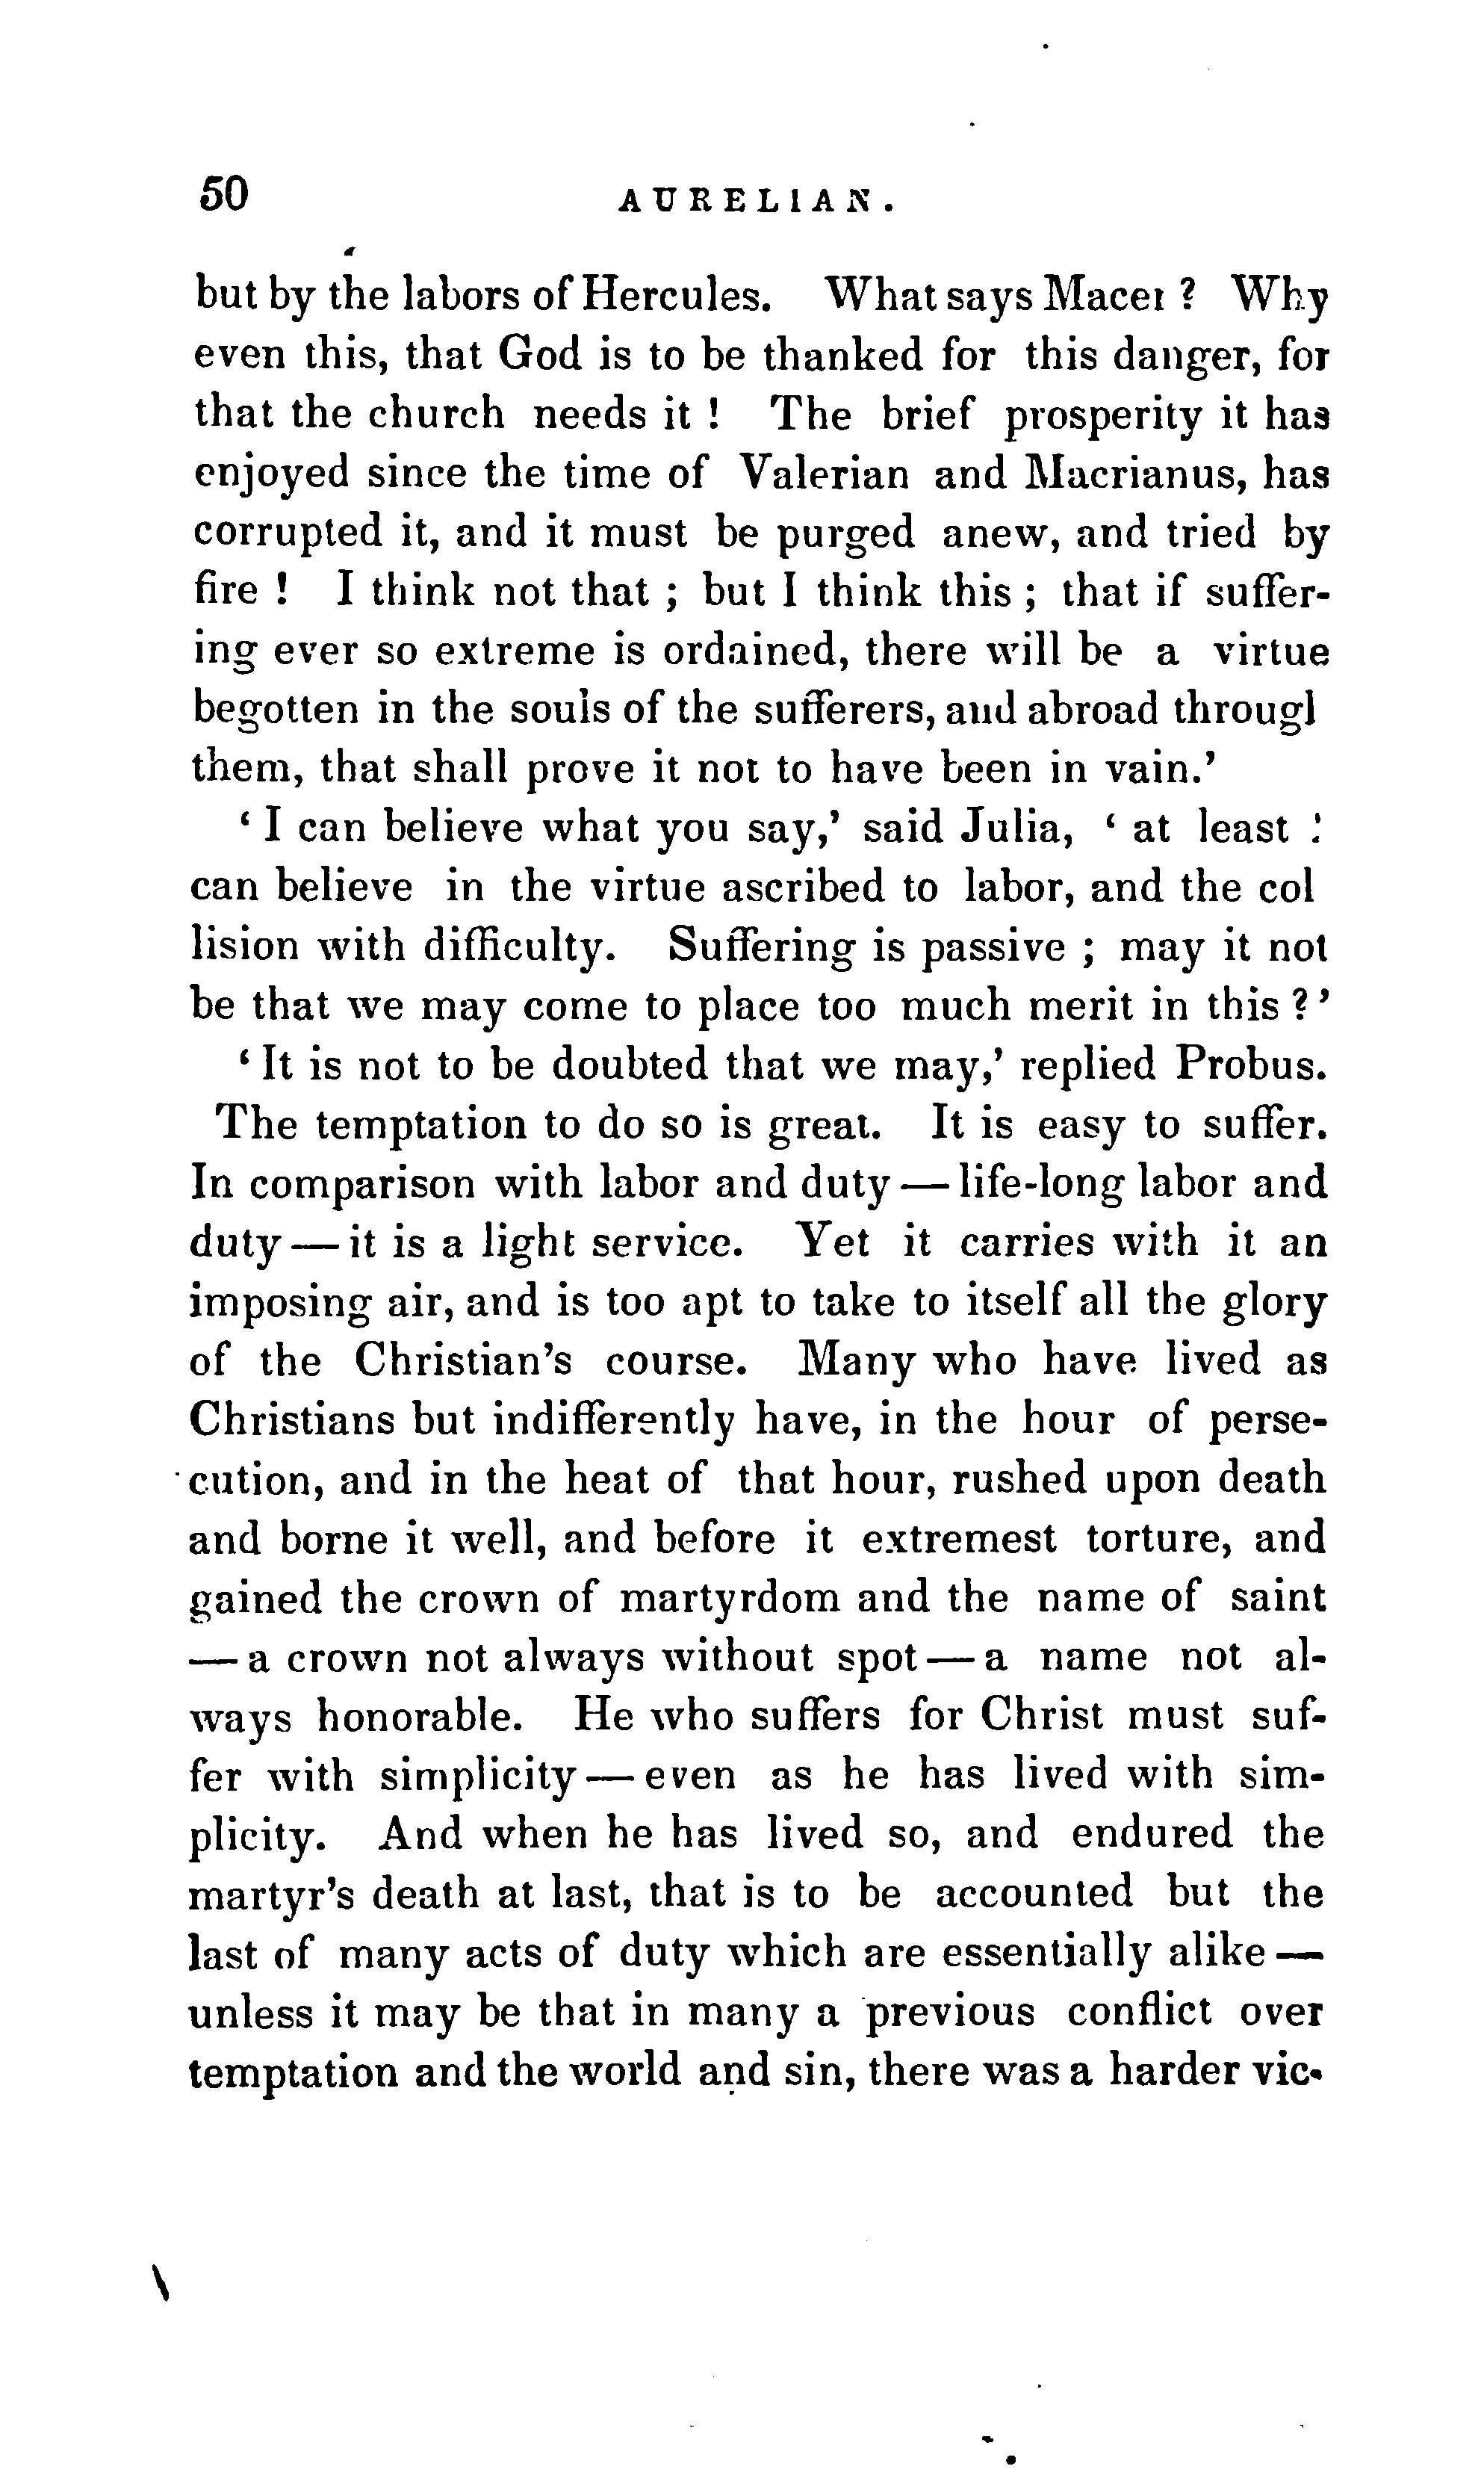 50 AURELIAN.
but by the labors of Hercules. What says Macer ? Why
even this, that God is to be thanked for this danger, for
that the church needs it ! The brief prosperity it has
enjoyed since the time of Valerian and Macrianus, has
corrupted it, and it must be purged anew, and tried by
fire ! I think not that ; but I think this ; that if suffer-
ing ever so extreme is ordained, there will be a virtue
begotten in the souls of the sufferers, and abroad through
them, that shall prove it not to have been in vain.’
‘ I can believe what you say,’ said Julia, ‘ at least I
can believe in the virtue ascribed to labor, and the col
lision with difficulty. Suffering is passive ; may it not
be that we may come to place too much merit in this ?’
‘ It is not to be doubted that we may,’ replied Probus.
The temptation to do so is great. It is easy to suffer.
In comparison with labor and duty — life-long labor and
duty — it is a light service. Yet it carries with it an
imposing air, and is too apt to take to itself all the glory
of the Christian’s course. Many who have lived as
Christians but indifferently have, in the hour of perse-
cution, and in the heat of that hour, rushed upon death
and borne it well, and before it extremest torture, and
gained the crown of martyrdom and the name of saint
— a crown not always without spot — a name not al-
ways honorable. He who suffers for Christ must suf-
fer with simplicity — even as he has lived with sim-
plicity. And when he has lived so, and endured the
martyr’s death at last, that is to be accounted but the
last of many acts of duty which are essentially alike —
unless it may be that in many a previous conflict over
temptation and the world and sin, there was a harder vic-